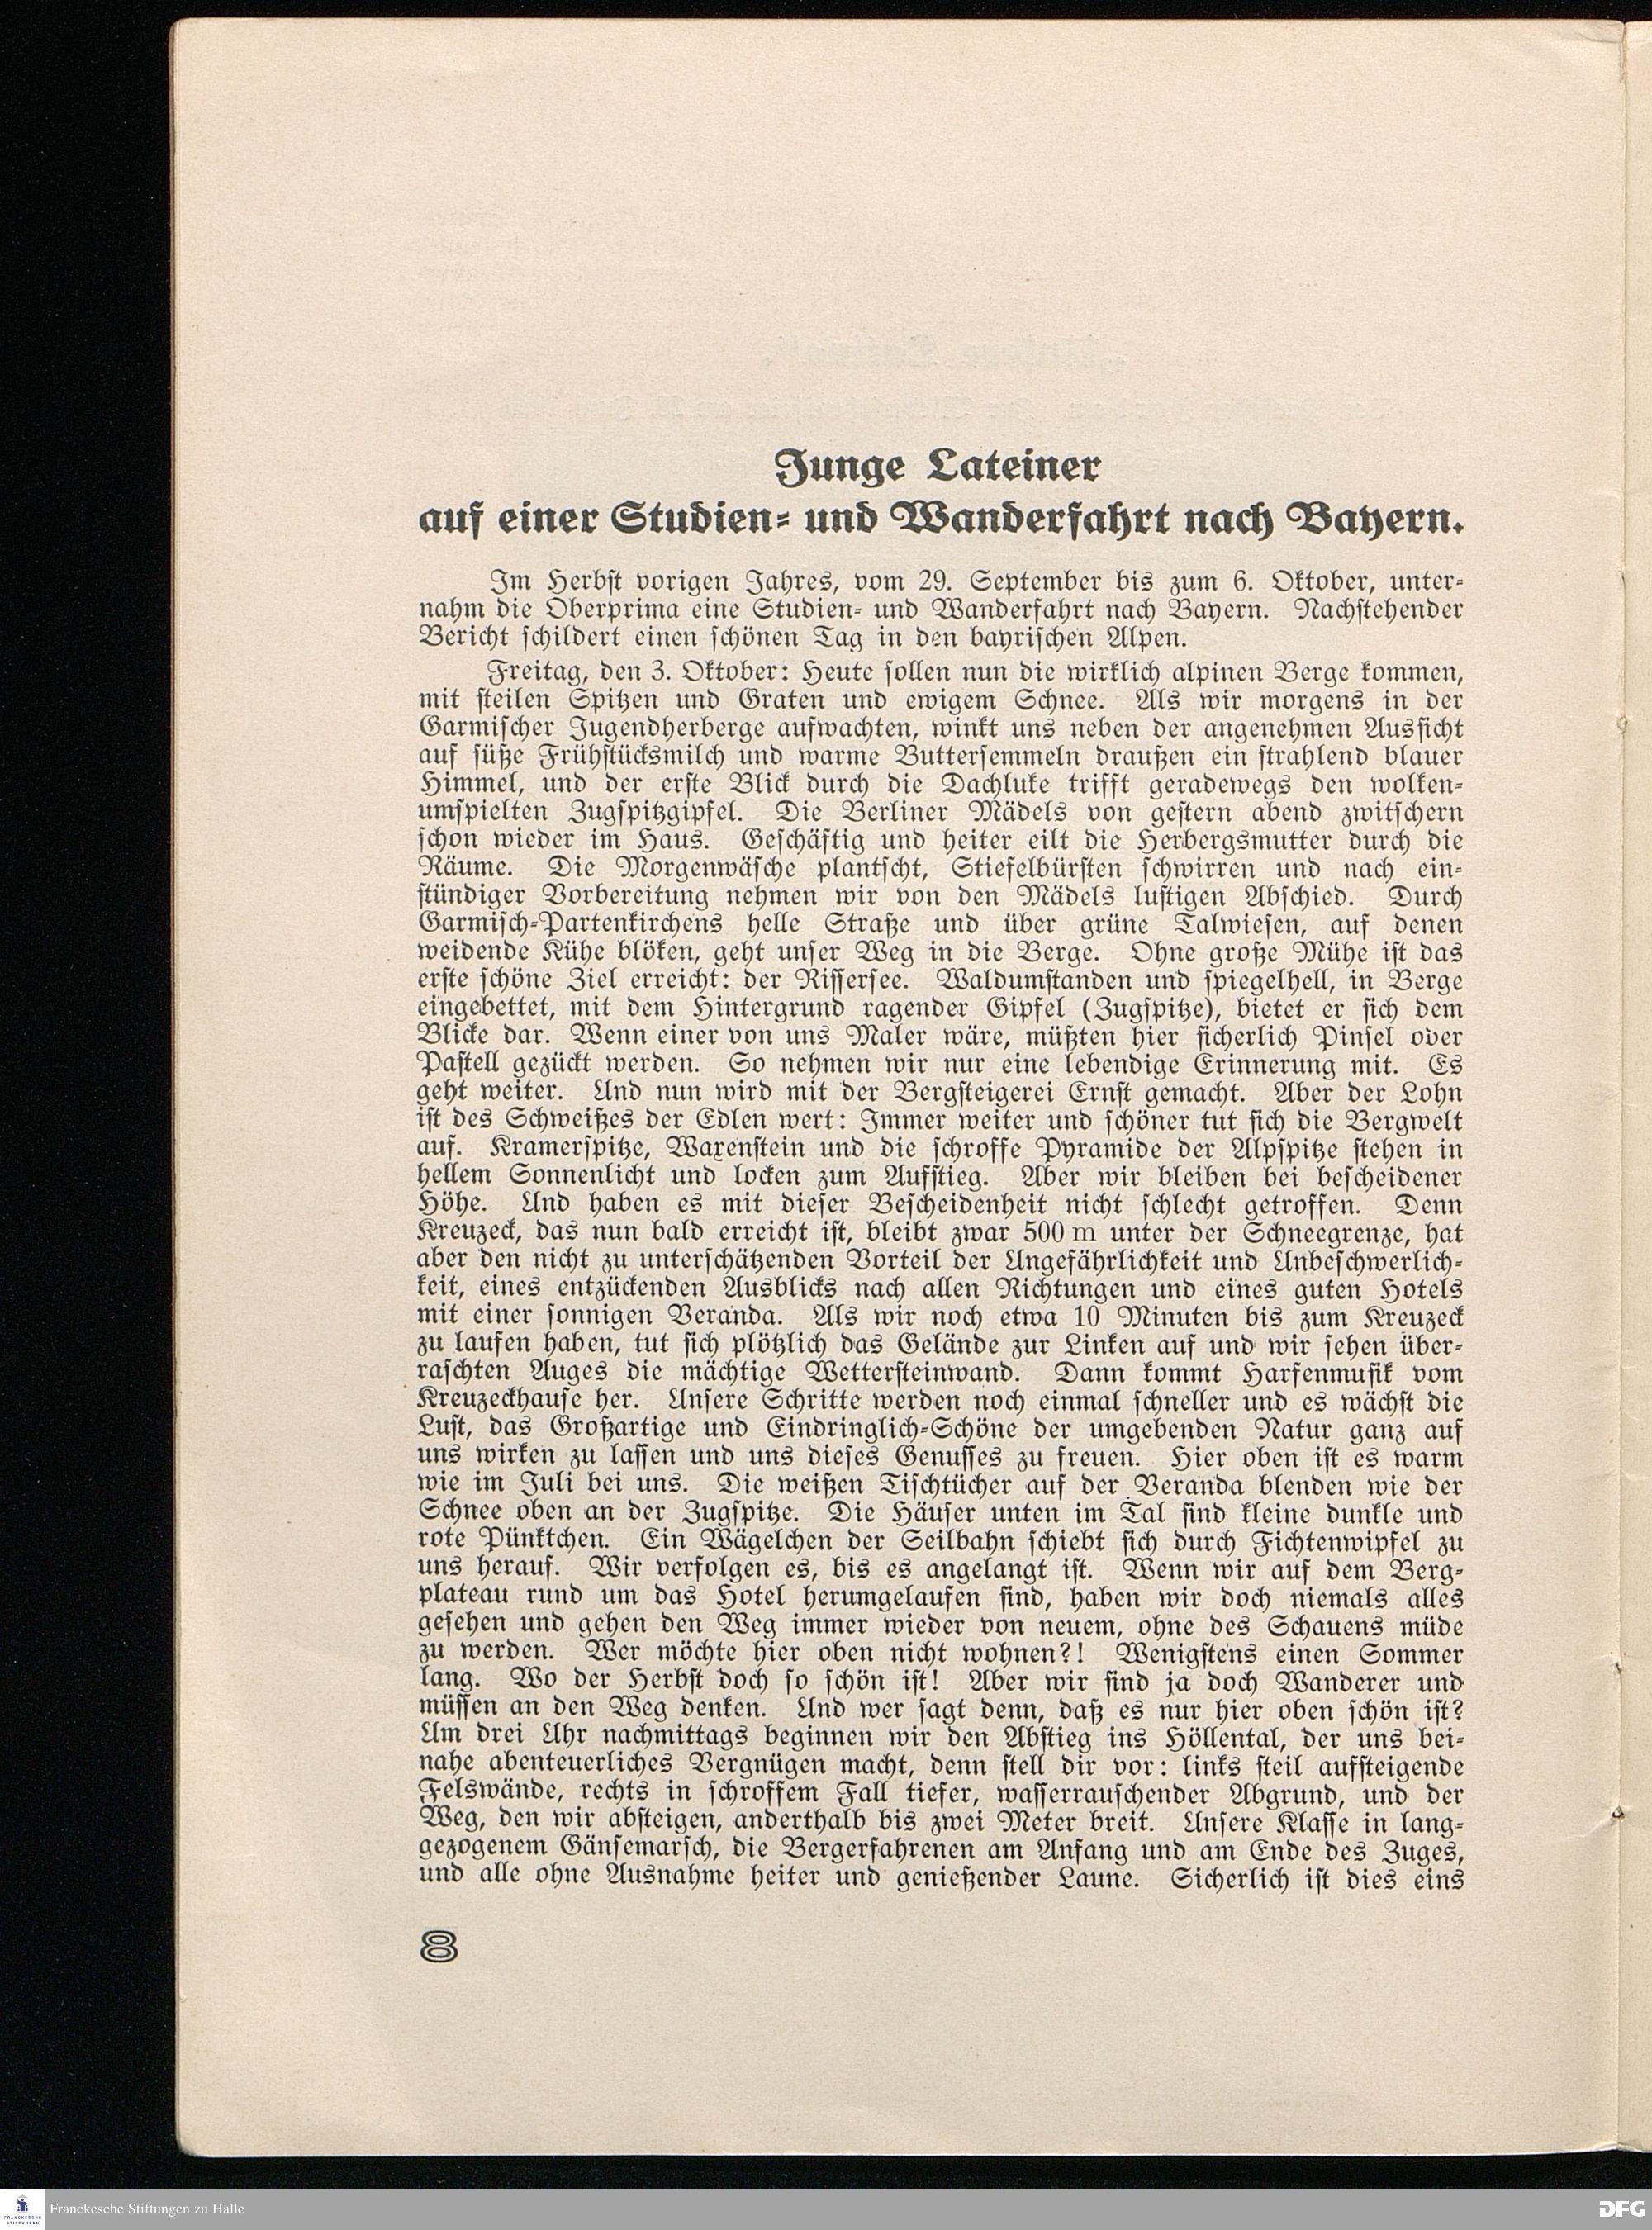 Junge Lateiner
auf einer Studien- und Wanderfahrt nach Bayern.
Im Herbst vorigen Jahres, vom 29. September bis zum 6. Oktober, unter-
nahm die Oberprima eine Studien- und Wanderfahrt nach Bayern. Nachstehender
Bericht schildert einen schönen Tag in den bayrischen Alpen.
Freitag, den 3. Oktober: Heute sollen nun die wirklich alpinen Berge kommen,
mit steilen Spitzen und Graten und ewigem Schnee. Als wir morgens in der
Garmischer Jugendherberge aufwachten, winkt uns neben der angenehmen Aussicht
auf süße Frühstücksmilch und warme Buttersemmeln draußen ein strahlend blauer
Himmel, und der erste Blick durch die Dachluke trifft geradewegs den wolken-
umspielten Zugspitzgipfel. Die Berliner Mädels von gestern abend zwitschern
schon wieder im Haus. Geschäftig und heiter eilt die Herbergsmutter durch die
Räume. Die Morgenwäsche plantscht, Stiefelbürsten schwirren und nach ein-
stündiger Vorbereitung nehmen wir von den Mädels lustigen Abschied. Durch
Garmisch-Partenkirchens helle Straße und über grüne Talwiesen, auf denen
weidende Kühe blöken, geht unser Weg in die Berge. Ohne große Mühe ist das
erste schöne Ziel erreicht: der Rissersee. Waldumstanden und spiegelhell, in Berge
eingebettet, mit dem Hintergrund ragender Gipfel (Zugspitze), bietet er sich dem
Blicke dar. Wenn einer von uns Maler wäre, müßten hier sicherlich Pinsel oder
Pastell gezückt werden. So nehmen wir nur eine lebendige Erinnerung mit. Es
geht weiter. Und nun wird mit der Bergsteigerei Ernst gemacht. Aber der Lohn
ist des Schweißes der Edlen wert: Immer weiter und schöner tut sich die Bergwelt
auf. Kramerspitze, Waxenstein und die schroffe Pyramide der Alpspitze stehen in
hellem Sonnenlicht und locken zum Aufstieg. Aber wir bleiben bei bescheidener
Höhe. Und haben es mit dieser Bescheidenheit nicht schlecht getroffen. Denn
Kreuzeck, das nun bald erreicht ist, bleibt zwar 500 m unter der Schneegrenze, hat
aber den nicht zu unterschätzenden Vorteil der Ungefährlichkeit und Unbeschwerlich-
keit, eines entzückenden Ausblicks nach allen Richtungen und eines guten Hotels
mit einer sonnigen Veranda. Als wir noch etwa 10 Minuten bis zum Kreuzeck
zu laufen haben, tut sich plötzlich das Gelände zur Linken auf und wir sehen über-
raschten Auges die mächtige Wettersteinwand. Dann kommt Harfenmusik vom
Kreuzeckhause her. Unsere Schritte werden noch einmal schneller und es wächst die
Lust, das Großartige und Eindringlich-Schöne der umgebenden Natur ganz auf
uns wirken zu lassen und uns dieses Genusses zu freuen. Hier oben ist es warm
wie im Juli bei uns. Die weißen Tischtücher auf der Veranda blenden wie der
Schnee oben an der Zugspitze. Die Häuser unten im Tal sind kleine dunkle und
rote Pünktchen. Ein Wägelchen der Seilbahn schiebt sich durch Fichtenwipfel zu
uns herauf. Wir verfolgen es, bis es angelangt ist. Wenn wir auf dem Berg-
plateau rund um das Hotel herumgelaufen sind, haben wir doch niemals alles
gesehen und gehen den Weg immer wieder von neuem, ohne des Schauens müde
zu werden. Wer möchte hier oben nicht wohnen?! Wenigstens einen Sommer
lang. Wo der Herbst doch so schön ist! Aber wir sind ja doch Wanderer und
müssen an den Weg denken. Und wer sagt denn, daß es nur hier oben schön ist?
Um drei Uhr nachmittags beginnen wir den Abstieg ins Höllental, der uns bei-
nahe abenteuerliches Vergnügen macht, denn stell dir vor: links steil aufsteigende
Felswände, rechts in schroffem Fall tiefer, wasserrauschender Abgrund, und der
Weg, den wir absteigen, anderthalb bis zwei Meter breit. Unsere Klasse in lang-
gezogenem Gänsemarsch, die Bergerfahrenen am Anfang und am Ende des Zuges,
und alle ohne Ausnahme heiter und genießender Laune. Sicherlich ist dies eins
8
FRANCKESCHE
STIFTUNGEN
Franckesche Stiftungen zu Halle
DFG